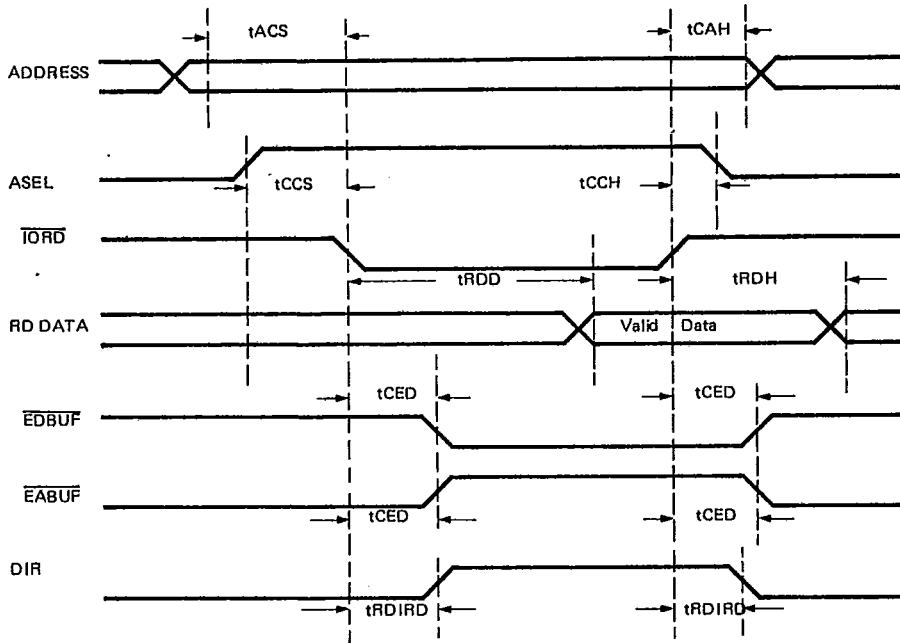 tACS tCAH
ADDRESS
ASEL
tCCS tCCH
IORD
tRDD tRDH
RD DATA Valid Data
tCED tCED
EDBUF
EABUF
tCED tCED
DIR
tRDIRD tRDIRD